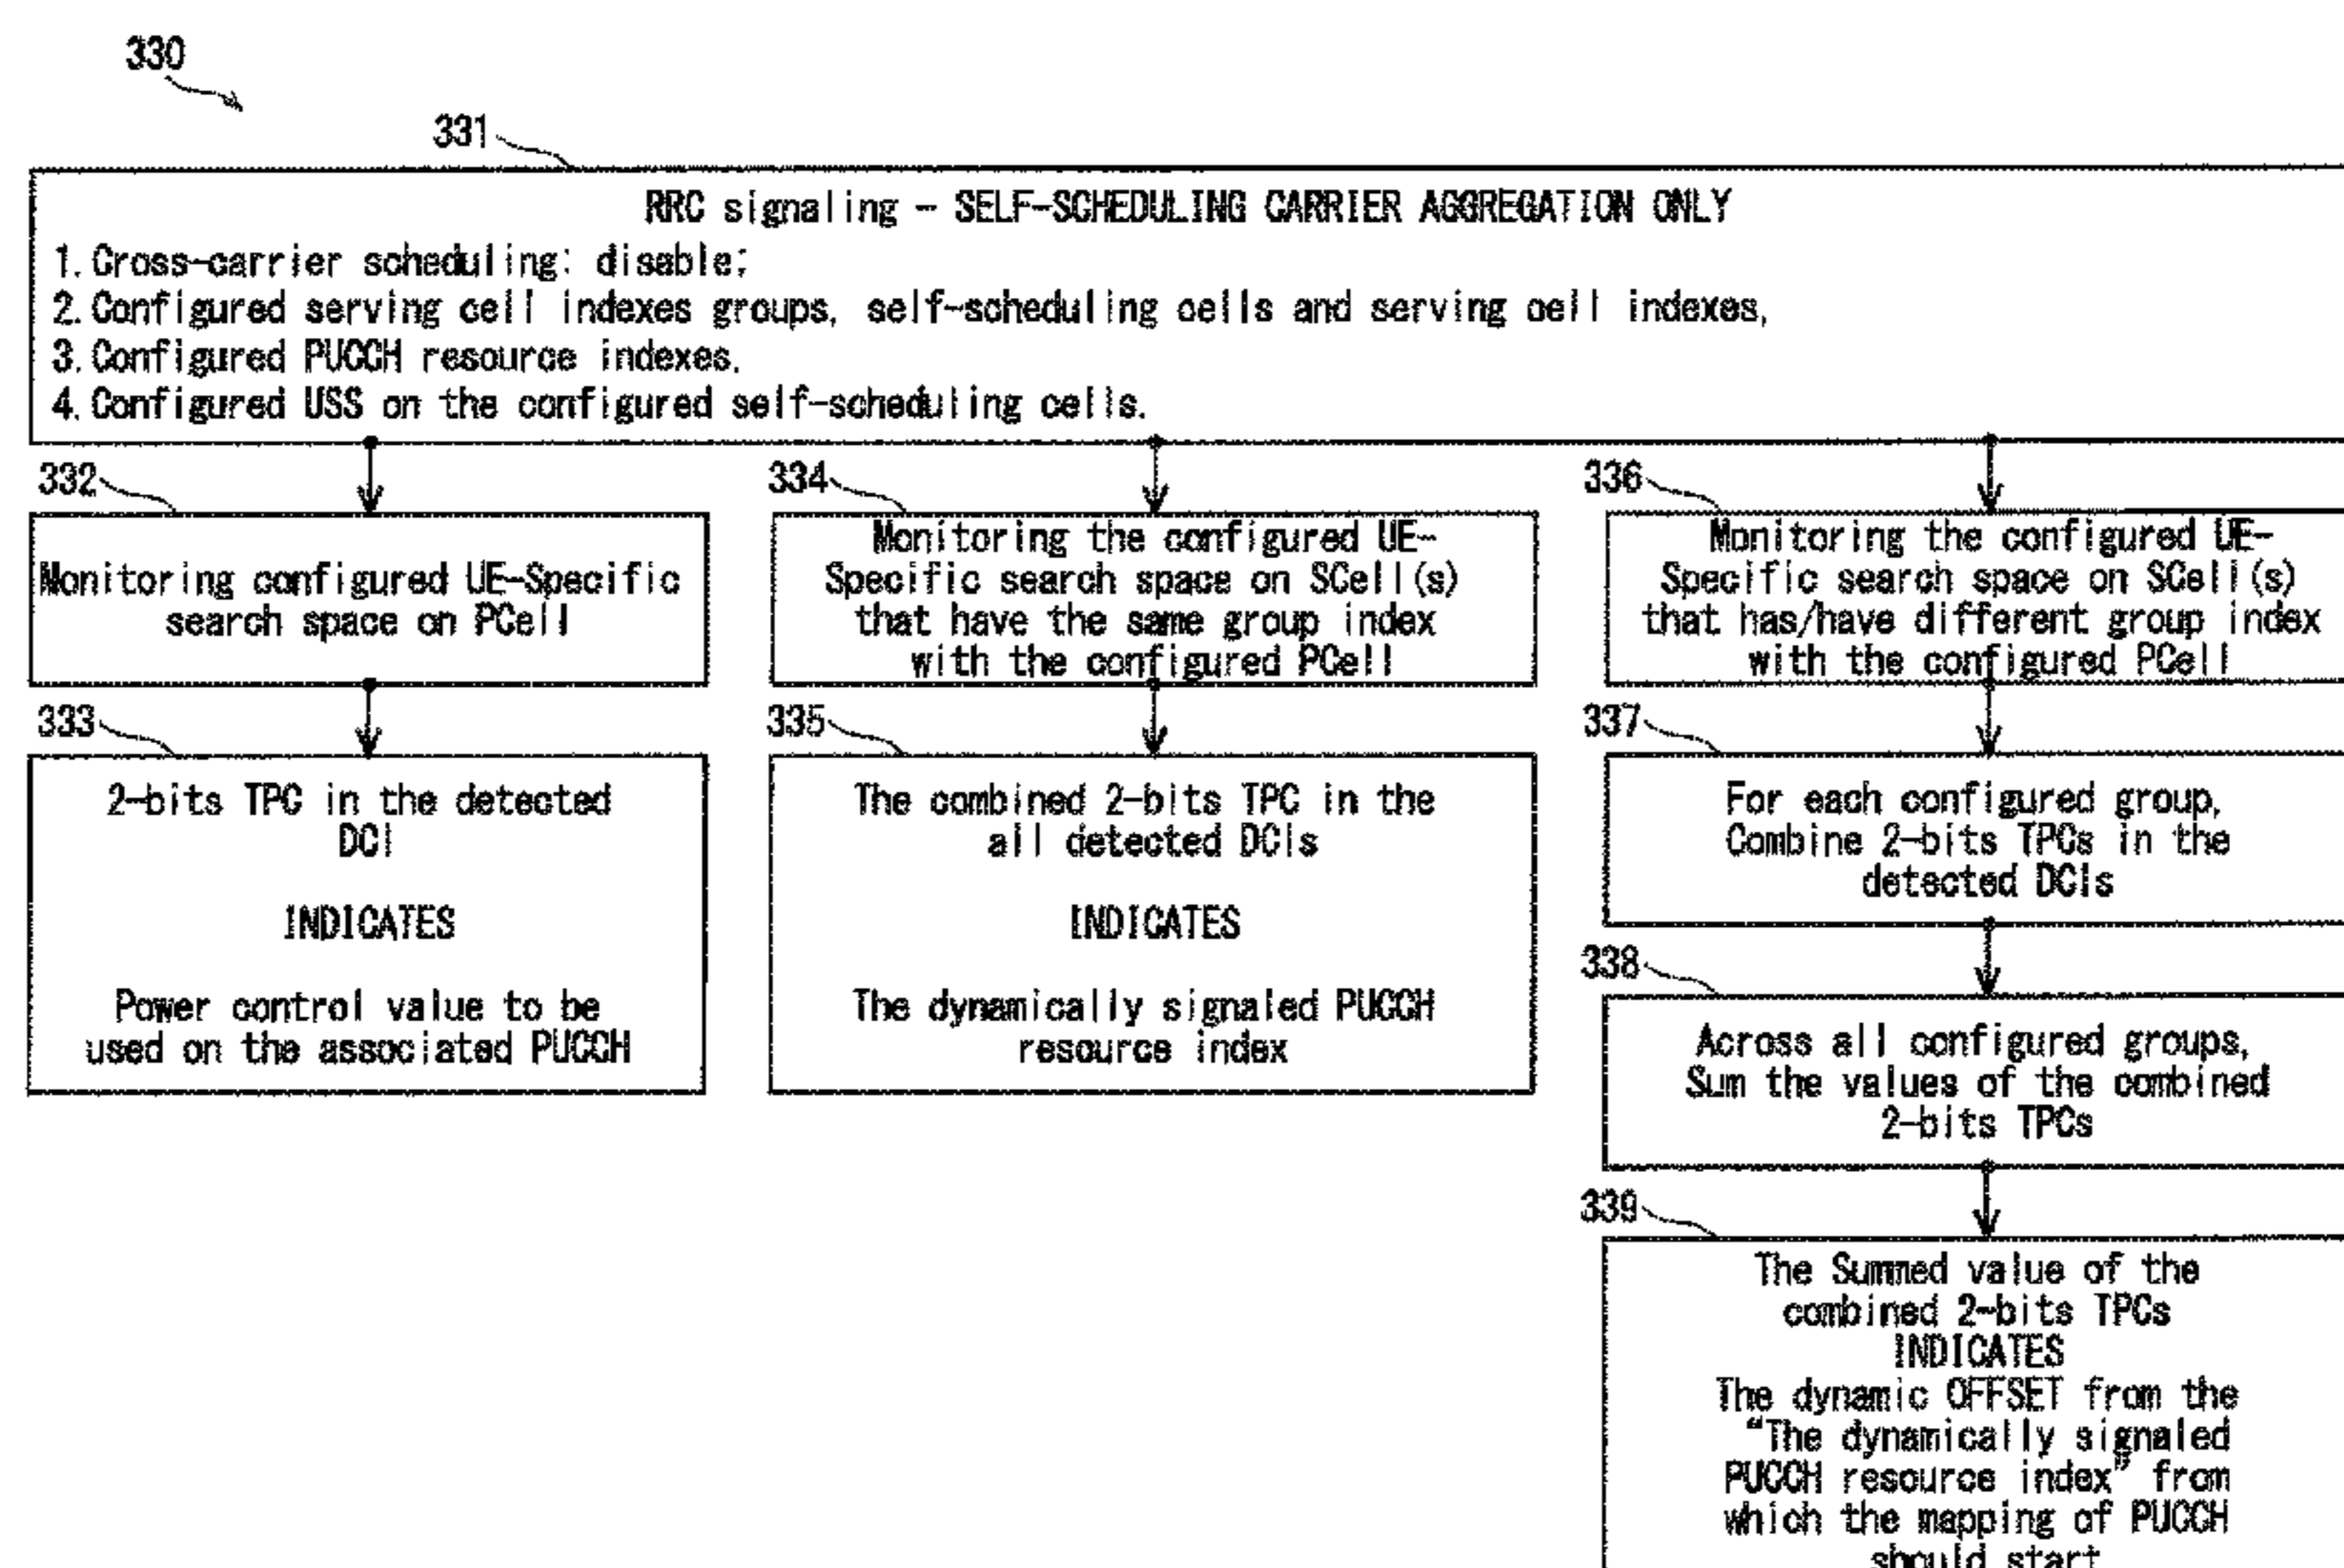 330
331
RRC signaling - SELF-SCHEDULING CARRIER AGGREGATION ONLY
1. Cross-carrier scheduling: disable;
2. Configured serving cell indexes groups, self-scheduling cells and serving cell indexes,
3. Configured PUCCH resource indexes,
4. Configured USS on the configured self-scheduling cells.
332
Monitoring configured UE-Specific
search space on PCell
333
2-bits TPC in the detected
DCI
INDICATES
Power control value to be
used on the associated PUCCH
334
Monitoring the configured UE-
Specific search space on SCell(s)
that have the same group index
with the configured PCell
335
The combined 2-bits TPC in the
all detected DCIs
INDICATES
The dynamically signaled PUCCH
resource index
336
Monitoring the configured UE-
Specific search space on SCell(s)
that has/have different group index
with the configured PCell
337
For each configured group,
Combine 2-bits TPCs in the
detected DCIs
338
Across all configured groups,
Sum the values of the combined
2-bits TPCs
339
The Summed value of the
combined 2-bits TPCs
INDICATES
The dynamic OFFSET from the
"The dynamically signaled
PUCCH resource index" from
which the mapping of PUCCH
should start